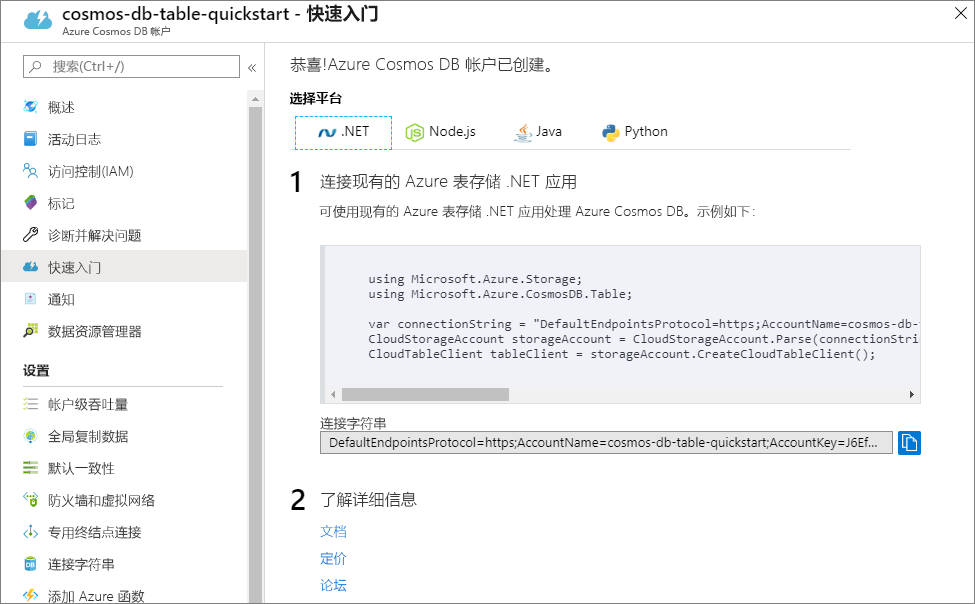 cosmos-db-table-quickstart - 快速入门
Azure Cosmos DB 帐户
搜索(Ctrl+/)
概述
活动日志
访问控制(IAM)
标记
诊断并解决问题
快速入门
通知
数据资源管理器
设置
帐户级吞吐量
全局复制数据
默认一致性
防火墙和虚拟网络
专用终结点连接
连接字符串
添加 Azure 函数
恭喜!Azure Cosmos DB 帐户已创建。
选择平台
.NET Node.js Java Python
1 连接现有的 Azure 表存储 .NET 应用
可使用现有的 Azure 表存储 .NET 应用处理 Azure Cosmos DB。示例如下:
using Microsoft.Azure.Storage;
using Microsoft.Azure.CosmosDB.Table;
var connectionString = "DefaultEndpointsProtocol=https;AccountName=cosmos-db-
CloudStorageAccount storageAccount = CloudStorageAccount.Parse(connectionStri
CloudTableClient tableClient = storageAccount.CreateCloudTableClient();
连接字符串
DefaultEndpointsProtocol=https;AccountName=cosmos-db-table-quickstart;AccountKey=J6Ef...
2 了解详细信息
文档
定价
论坛